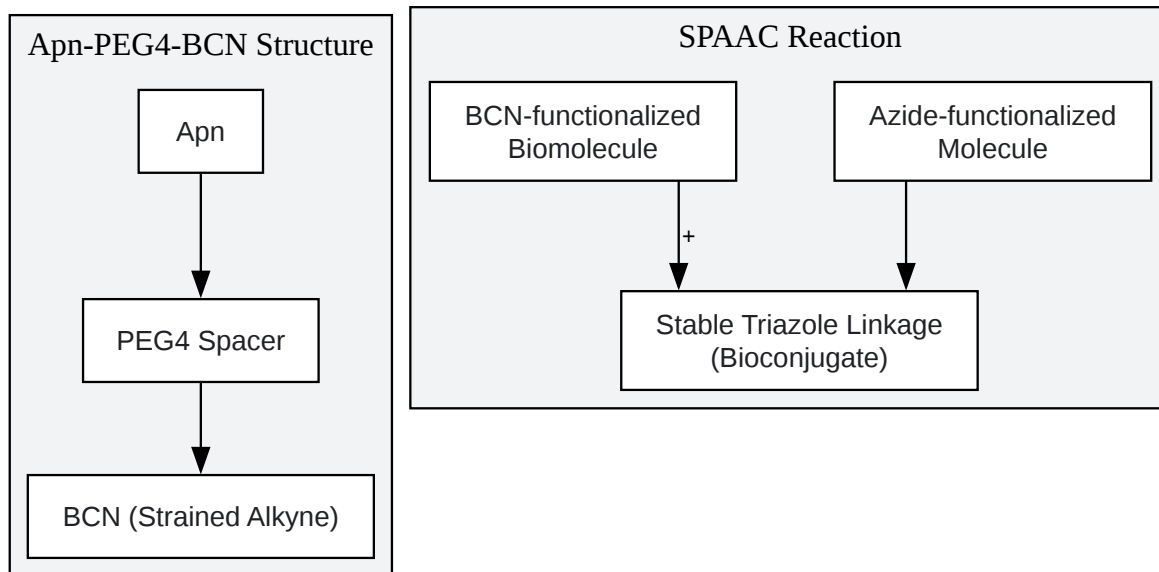 Apn-PEG4-BCN Structure
Apn
PEG4 Spacer
BCN (Strained Alkyne)
SPAAC Reaction
BCN-functionalized
Biomolecule
Azide-functionalized
Molecule
+
Stable Triazole Linkage
(Bioconjugate)